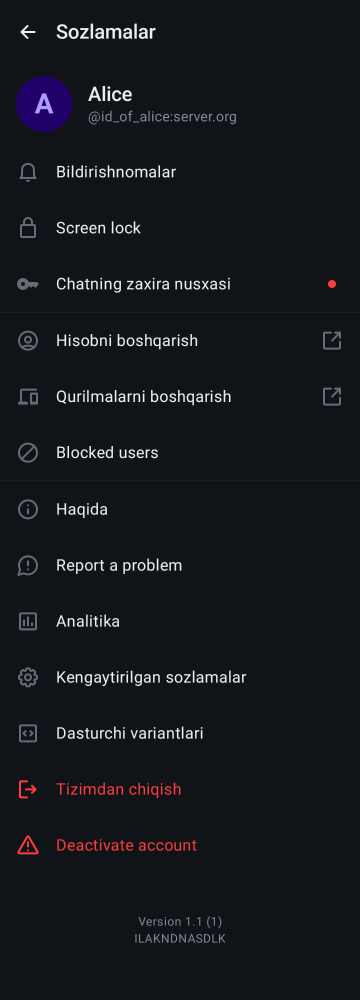 Sozlamalar
A
Alice
@id_of_alice:server.org
Bildirishnomalar
Screen lock
Chatning zaxira nusxasi
Hisobni boshqarish
Qurilmalarni boshqarish
Blocked users
Haqida
Report a problem
Analitika
Kengaytirilgan sozlamalar
Dasturchi variantlari
Tizimdan chiqish
Deactivate account
Version 1.1 (1)
ILAKNDNASDLK